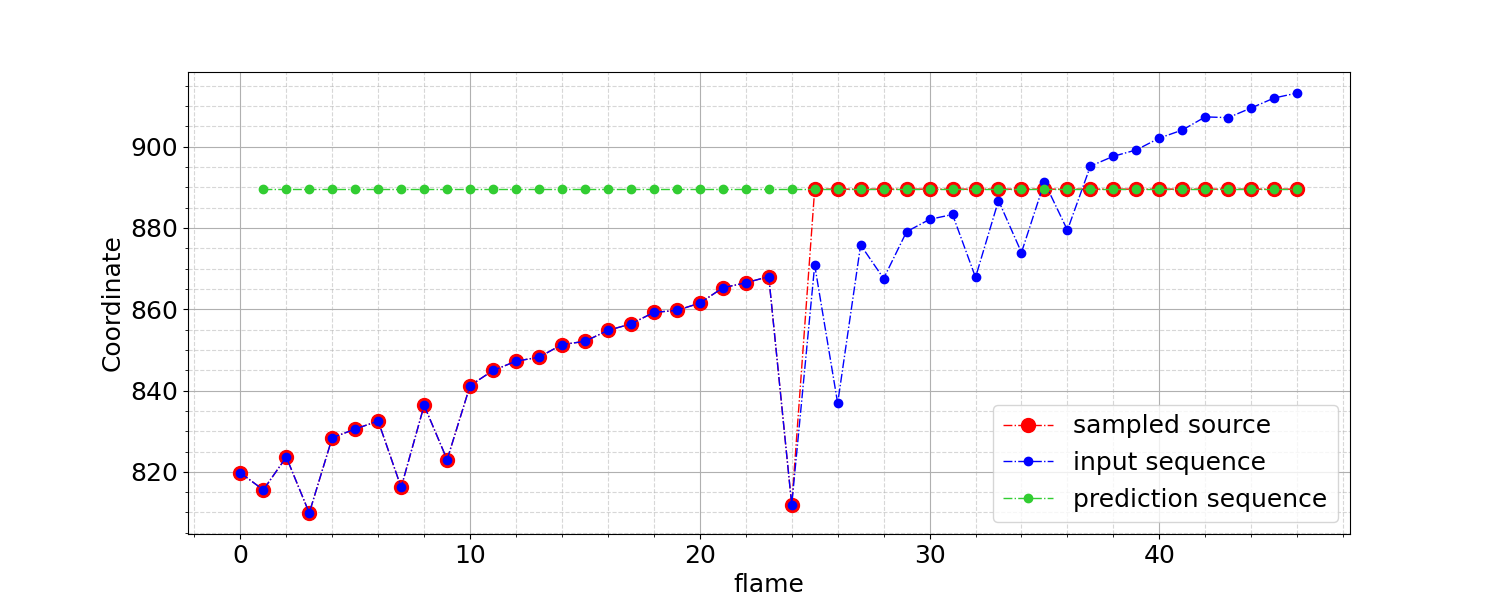 900
880
860
840
820
Coordinate
0 10 20 30 40
flame
sampled source
input sequence
prediction sequence